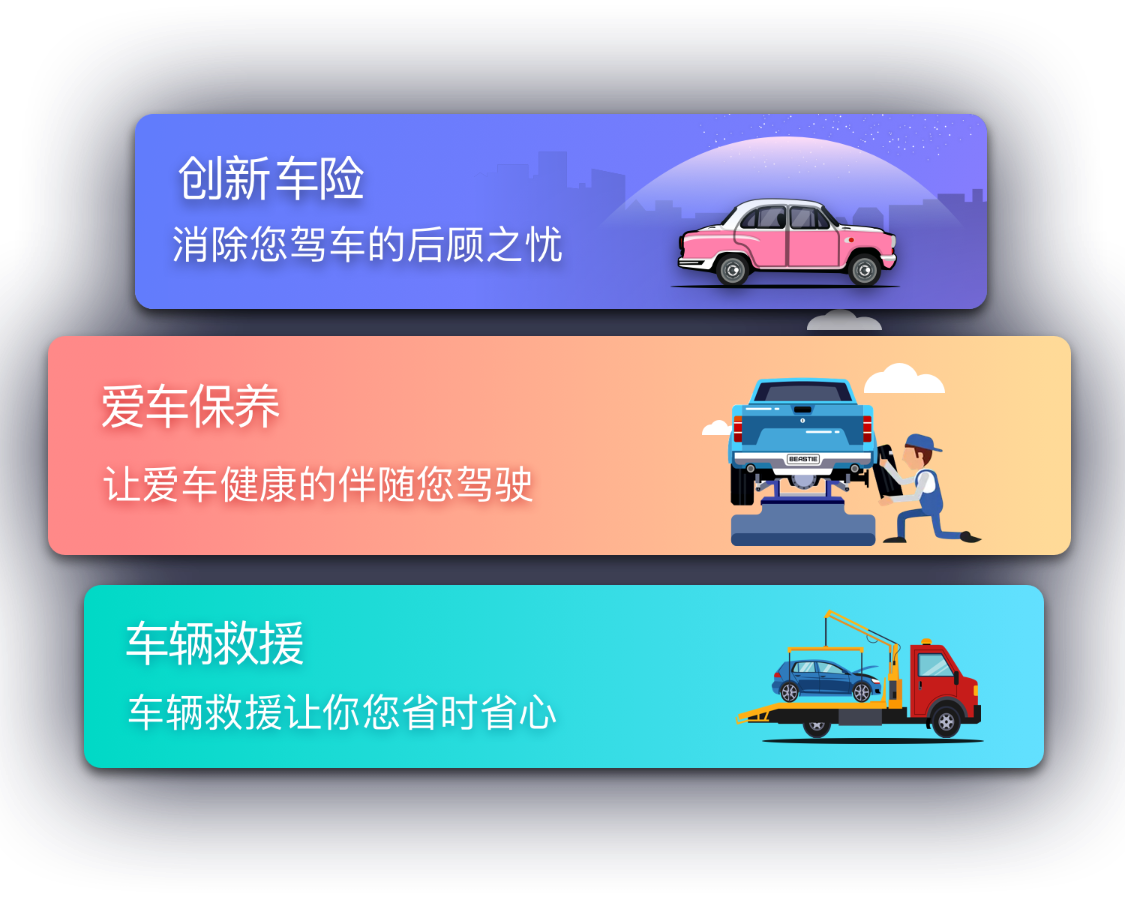 创新车险
消除您驾车的后顾之忧
爱车保养
BEASTIE
让爱车健康的伴随您驾驶
车辆救援
车辆救援让你您省时省心